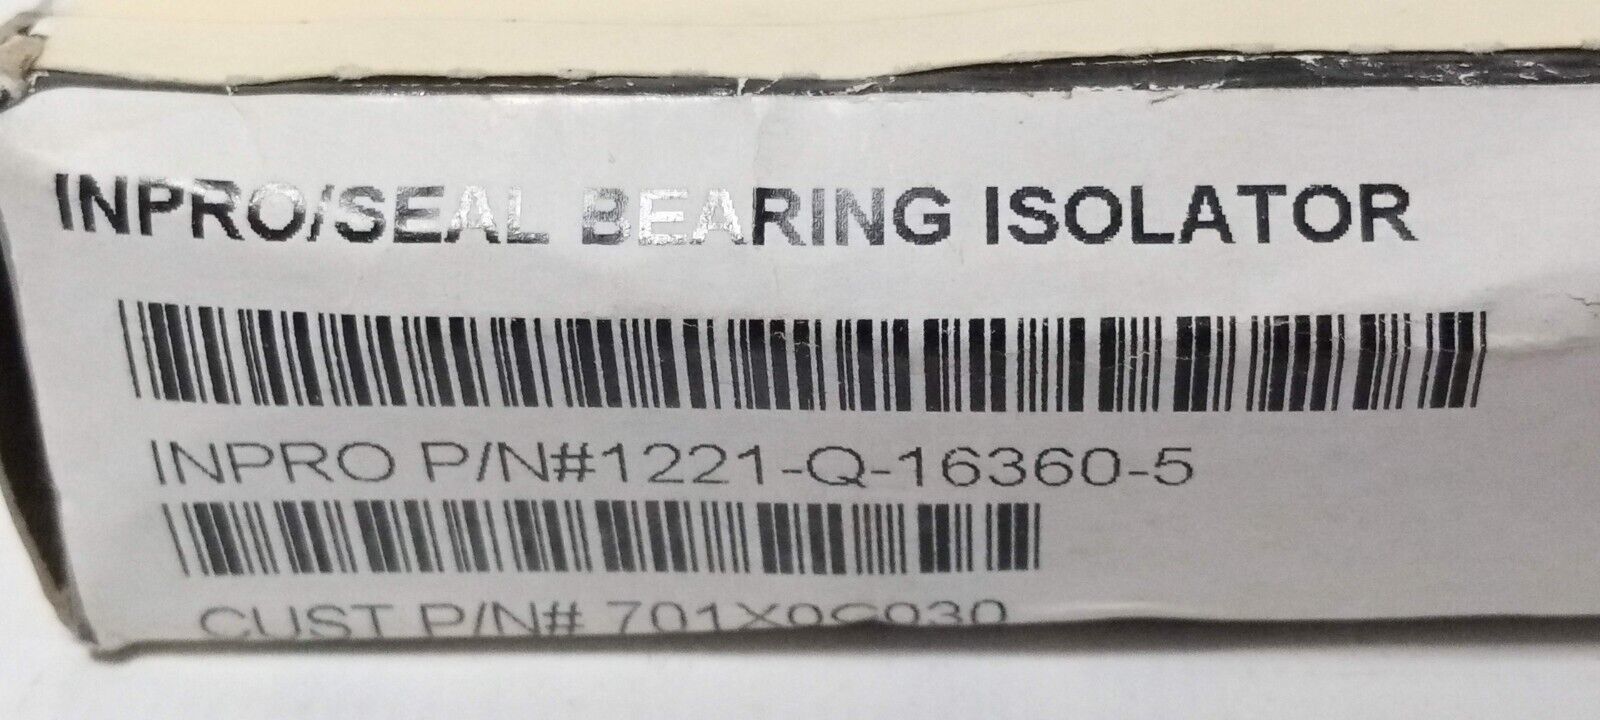 INPRO/SEAL BEARING ISOLATOR
INPRO P/N#1221-Q-16360-5
CUST P/N#